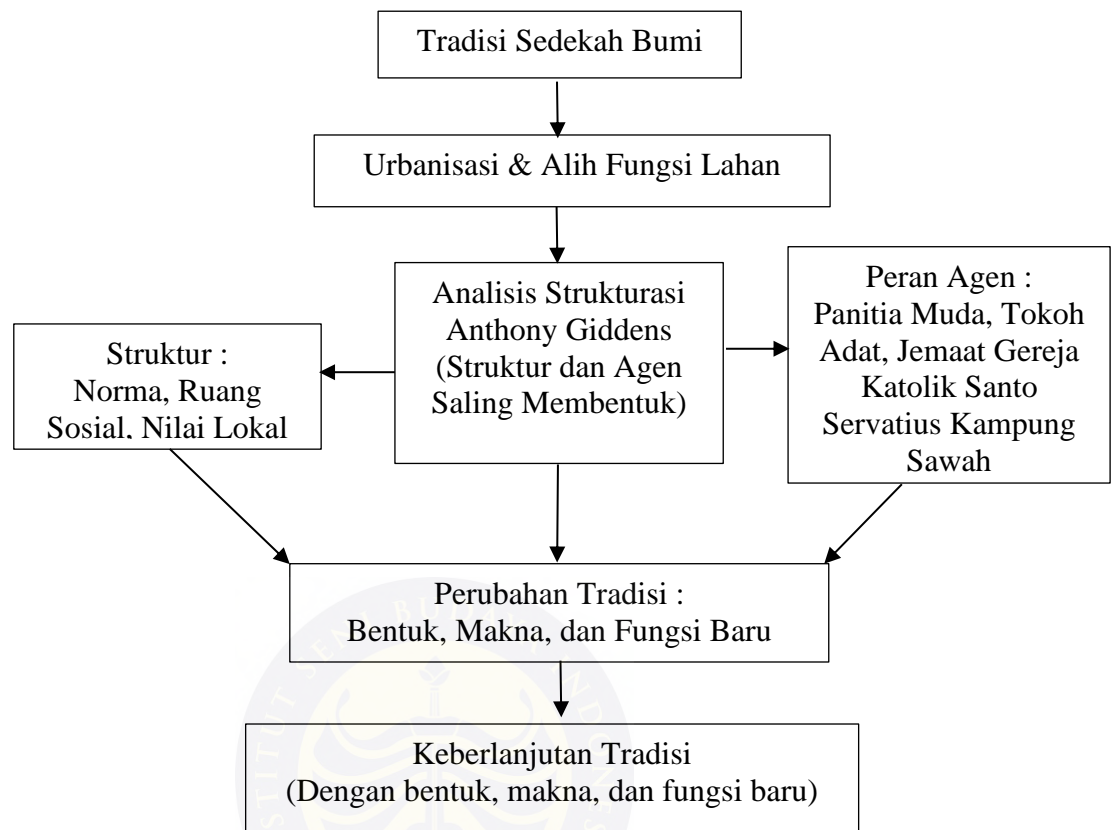 Tradisi Sedekah Bumi
Urbanisasi & Alih Fungsi Lahan
Analisis Strukturasi
Anthony Giddens
(Struktur dan Agen
Saling Membentuk)
Struktur :
Norma, Ruang
Sosial, Nilai Lokal
Peran Agen :
Panitia Muda, Tokoh
Adat, Jemaat Gereja
Katolik Santo
Servatius Kampung
Sawah
Perubahan Tradisi :
Bentuk, Makna, dan Fungsi Baru
Keberlanjutan Tradisi
(Dengan bentuk, makna, dan fungsi baru)